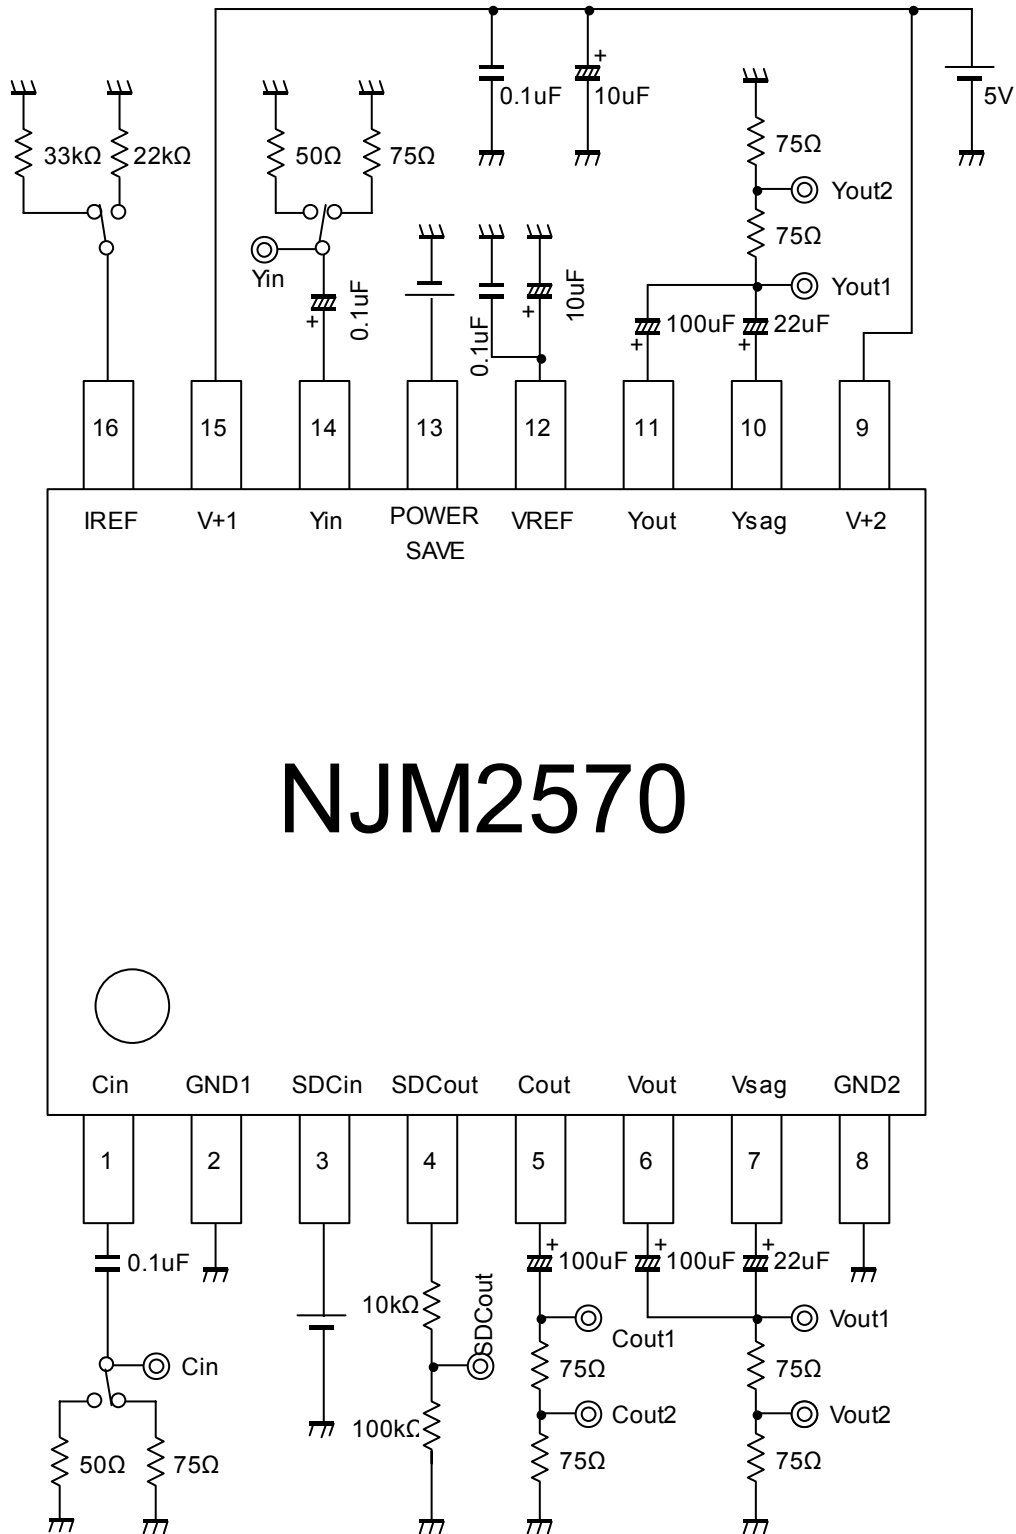 0.1uF
10uF
5V
+
33kΩ
22kΩ
50Ω
75Ω
75Ω
Yout2
75Ω
Yin
0.1uF
+
0.1uF
10uF
+
Yout1
100uF
+
22uF
+
16
15
14
13
12
11
10
9
IREF
V+1
Yin
POWER
SAVE
VREF
Yout
Ysag
V+2
NJM2570
Cin
GND1
SDCin
SDCout
Cout
Vout
Vsag
GND2
1
2
3
4
5
6
7
8
0.1uF
+
100uF
+
100uF
+
22uF
10kΩ
SDCout
Cout1
Vout1
Cin
75Ω
75Ω
100kΩ
Cout2
Vout2
50Ω
75Ω
75Ω
75Ω